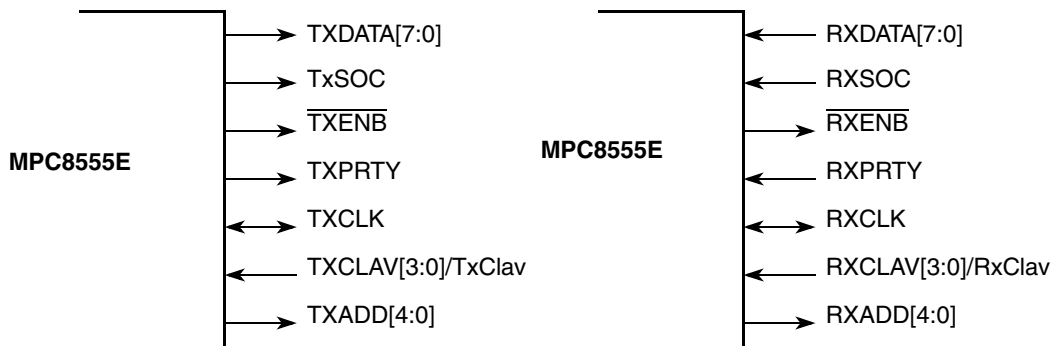 TXDATA[7:0]
TxSOC
TXENB
TXPRTY
TXCLK
TXCLAV[3:0]/TxClav
TXADD[4:0]
MPC8555E
RXDATA[7:0]
RXSOC
RXENB
RXPRTY
RXCLK
RXCLAV[3:0]/RxClav
RXADD[4:0]
MPC8555E